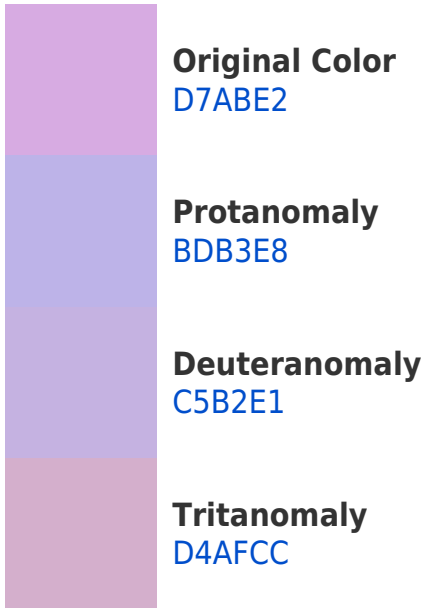 Original Color
D7ABE2
Protanomaly
BDB3E8
Deuteranomaly
C5B2E1
Tritanomaly
D4AFCC